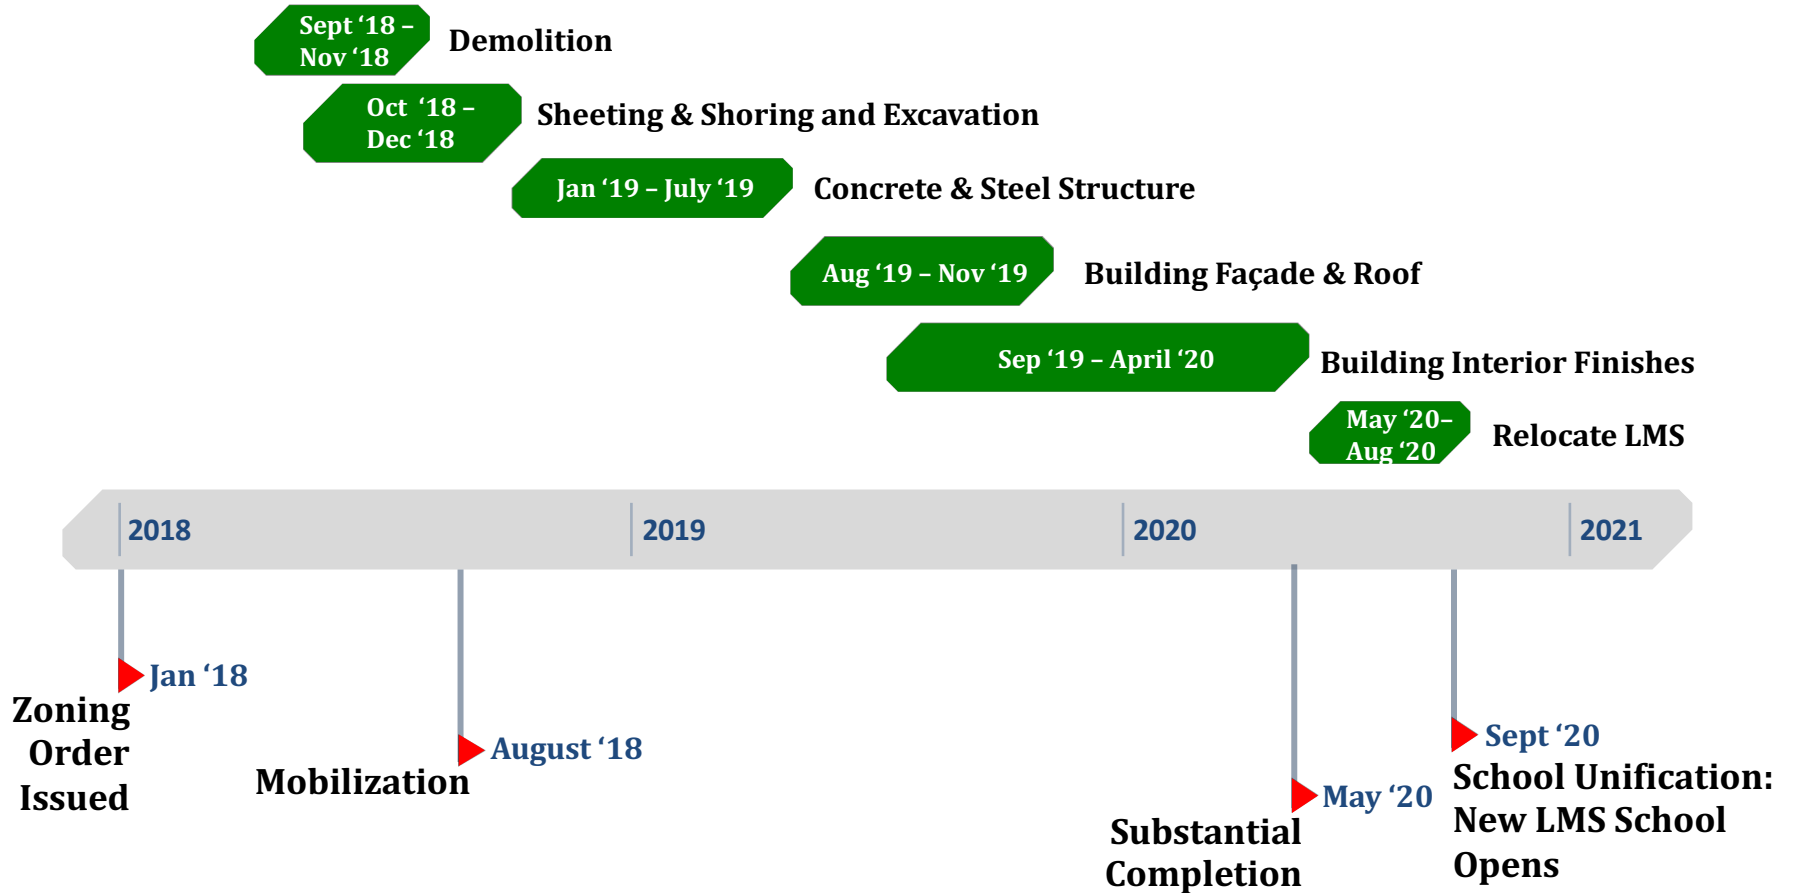 Sept ‘18 –
Nov ‘18
Demolition
Oct ‘18 –
Dec ‘18
Sheeting & Shoring and Excavation
Jan ‘19 – July ‘19
Concrete & Steel Structure
Aug ‘19 – Nov ‘19
Building Façade & Roof
Sep ‘19 – April ‘20
Building Interior Finishes
May ‘20–
Aug ‘20
Relocate LMS
2018
2019
2020
2021
Jan ‘18
Zoning
Order
Issued
August ‘18
Mobilization
May ‘20
Substantial
Completion
Sept ‘20
School Unification:
New LMS School
Opens